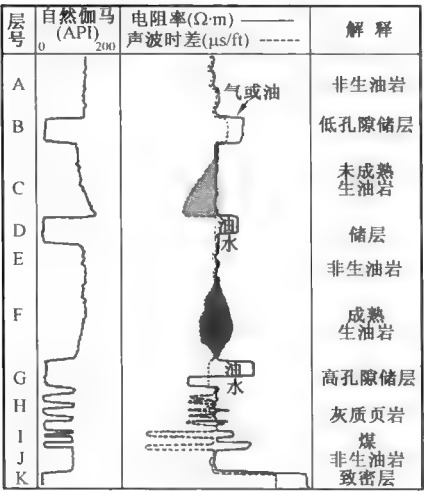 层号
自然伽马
(API)
0 200
电阻率(Ω·m)
声波时差(μs/ft)
解 释
A
非生油岩
气或油
B
低孔隙储层
C
未成熟
生油岩
D
油
水
储层
E
非生油岩
F
成熟
生油岩
G
油
水
高孔隙储层
H
灰质页岩
I
煤
J
非生油岩
K
致密层